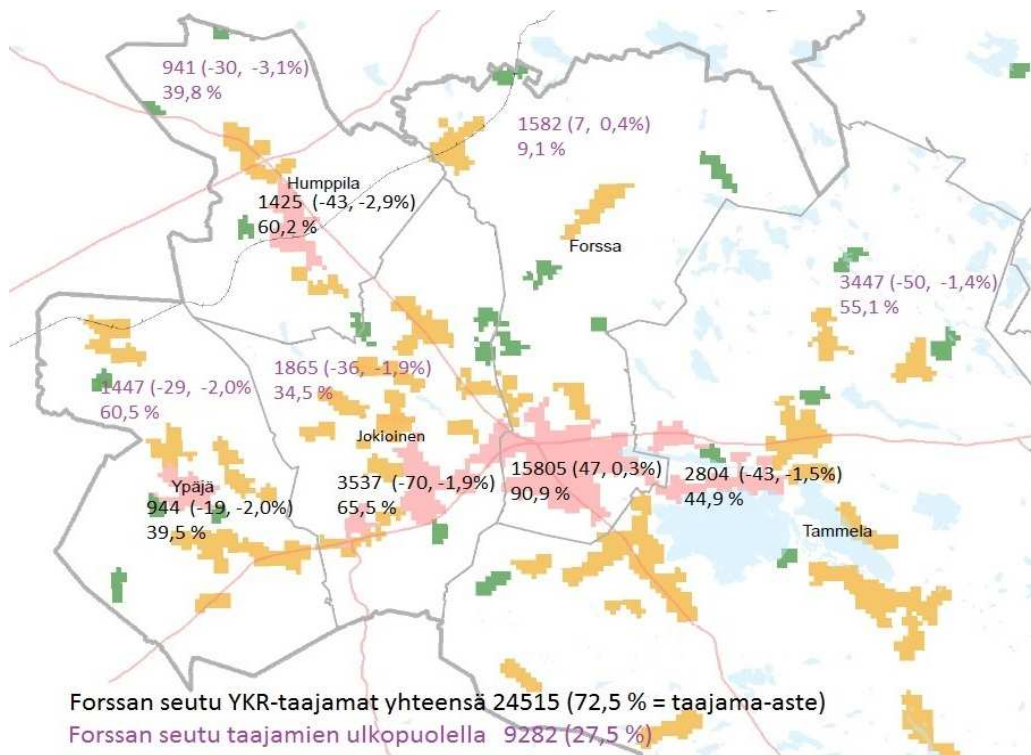 941 (-30, -3,1%)
39,8 %
1582 (7, 0,4%)
9,1 %
Humppila
1425 (-43, -2,9%)
60,2 %
Forssa
3447 (-50, -1,4%)
55,1 %
1865 (-36, -1,9%)
34,5 %
1447 (-29, -2,0%
60,5 %
Jokioinen
3537 (-70, -1,9%)
65,5 %
15805 (47, 0,3%)
90,9 %
2804 (-43, -1,5%)
44,9 %
Ypäjä
944 (-19, -2,0%)
39,5 %
Tammela
Forssan seutu YKR-taajamat yhteensä 24515 (72,5 % = taajama-aste)
Forssan seutu taajamien ulkopuolella 9282 (27,5 %)